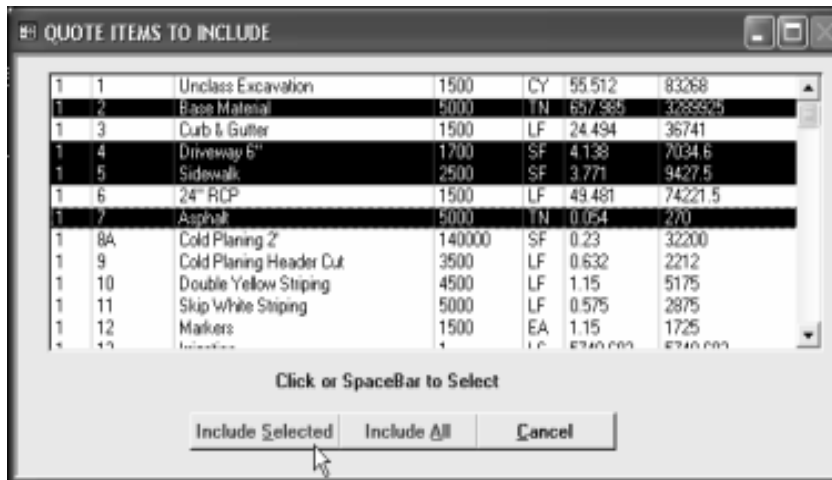 QUOTE ITEMS TO INCLUDE
1 1 Unclass Excavation 1500 CY 55.512 83268
1 2 Base Material 5000 TN 657.985 3289925
1 3 Curb & Gutter 1500 LF 24.494 36741
1 4 Driveway 6" 1700 SF 4.138 7034.6
1 5 Sidewalk 2500 SF 3.771 9427.5
1 6 24" RCP 1500 LF 49.481 74221.5
1 7 Asphalt 5000 TN 0.054 270
1 8A Cold Planing 2' 140000 SF 0.23 32200
1 9 Cold Planing Header Cut 3500 LF 0.632 2212
1 10 Double Yellow Striping 4500 LF 1.15 5175
1 11 Skip White Striping 5000 LF 0.575 2875
1 12 Markers 1500 EA 1.15 1725
Click or SpaceBar to Select
Include Selected Include All Cancel